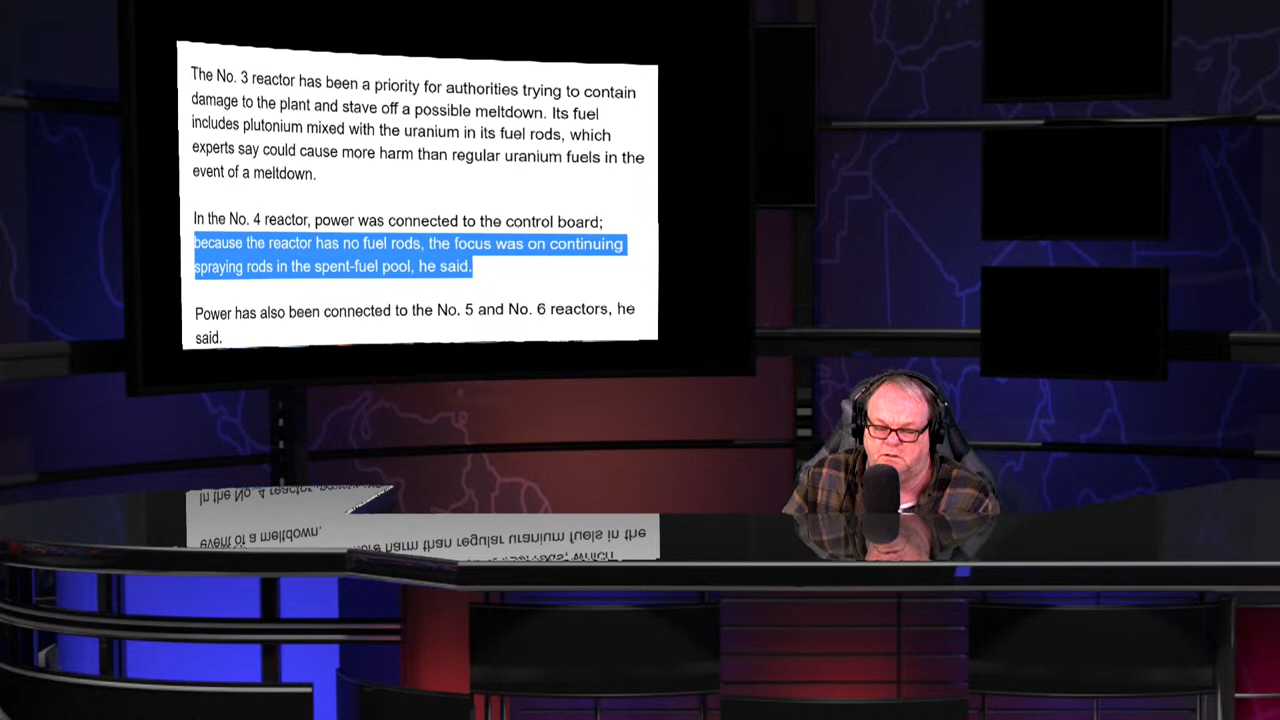 The No. 3 reactor has been a priority for authorities trying to contain
damage to the plant and stave off a possible meltdown. Its fuel
includes plutonium mixed with the uranium in its fuel rods, which
experts say could cause more harm than regular uranium fuels in the
event of a meltdown.
In the No. 4 reactor, power was connected to the control board;
because the reactor has no fuel rods, the focus was on continuing
spraying rods in the spent-fuel pool, he said.
Power has also been connected to the No. 5 and No. 6 reactors, he
said.